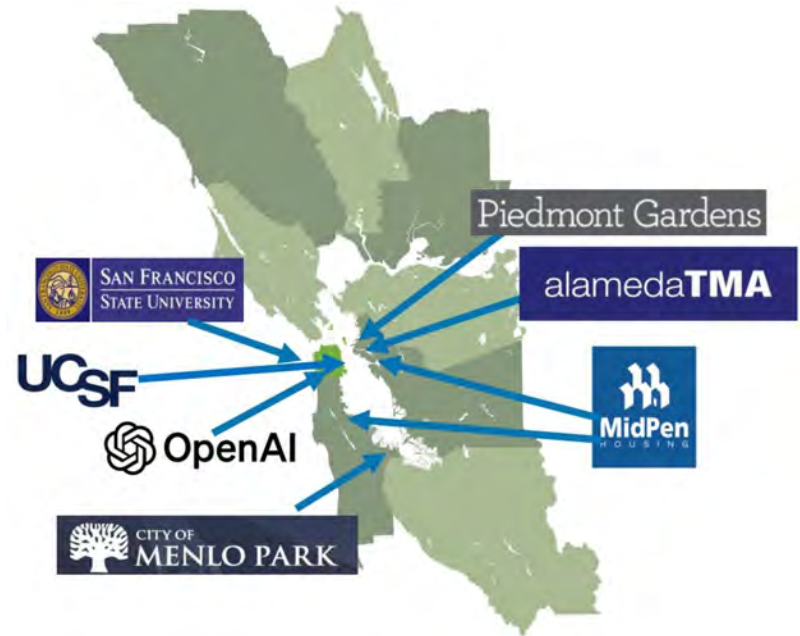 Piedmont Gardens
alamedaTMA
SAN FRANCISCO
STATE UNIVERSITY
UCSF
OpenAI
MidPen
HOUSING
CITY OF
MENLO PARK